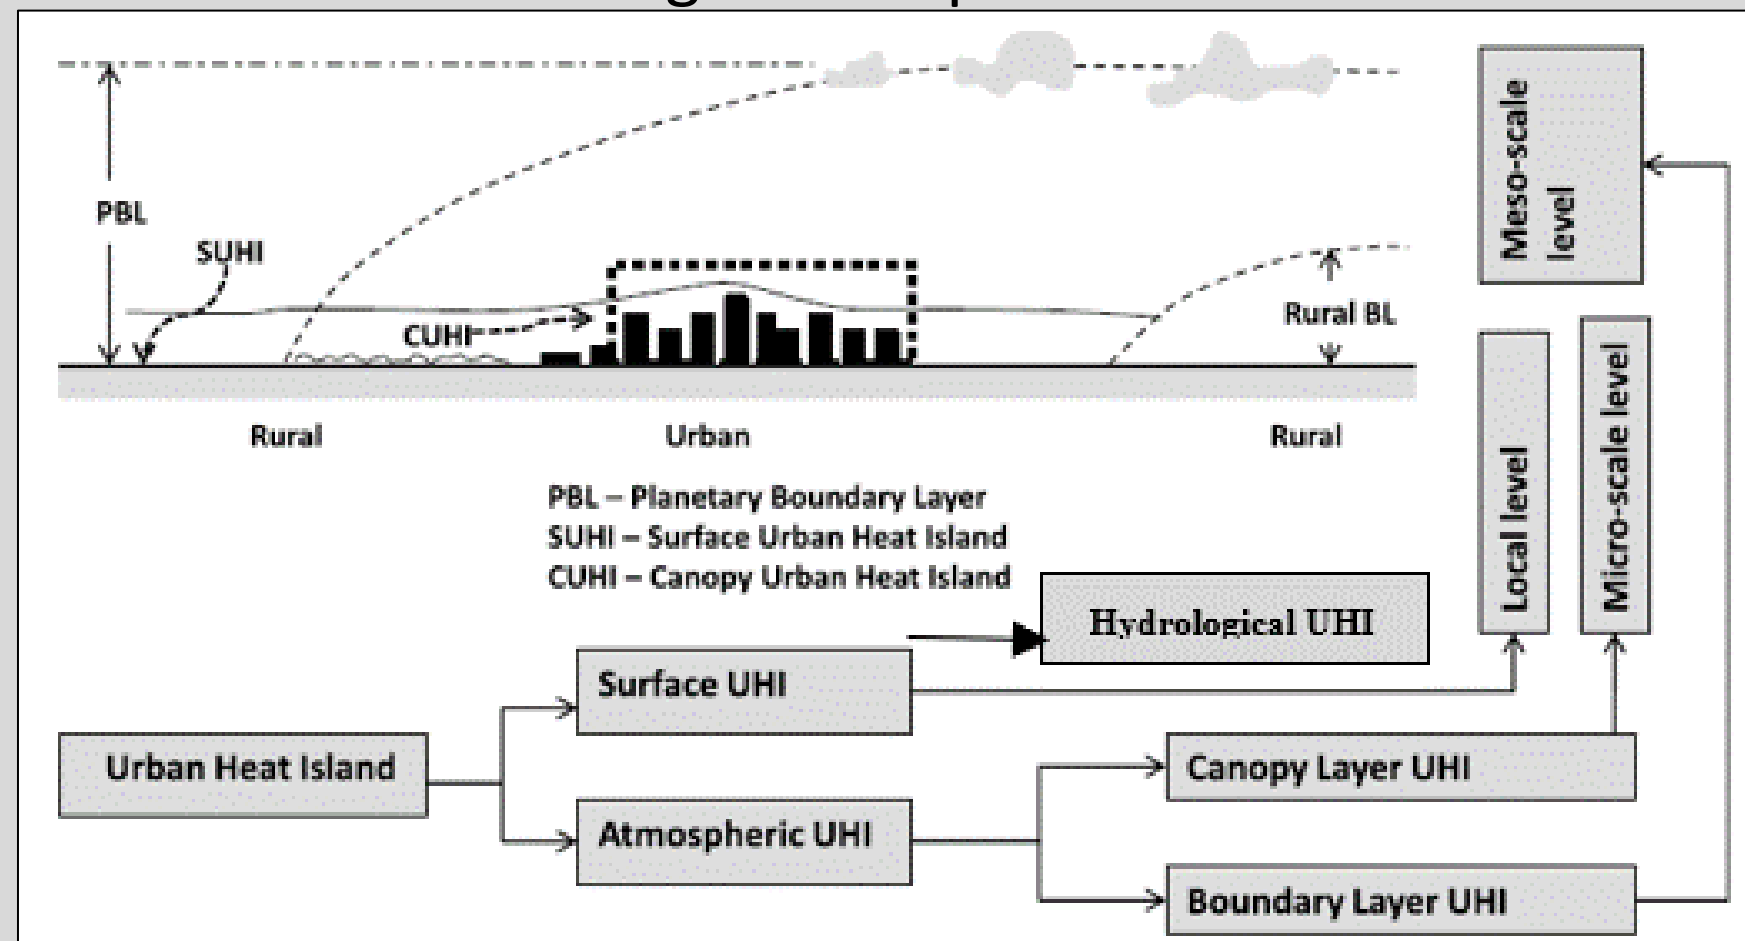 PBL
SUHI
CUHI
Rural BL
Rural
Urban
Rural
PBL – Planetary Boundary Layer
SUHI – Surface Urban Heat Island
CUHI – Canopy Urban Heat Island
Meso-scale
level
Local level
Micro-scale level
Hydrological UHI
Surface UHI
Urban Heat Island
Atmospheric UHI
Canopy Layer UHI
Boundary Layer UHI